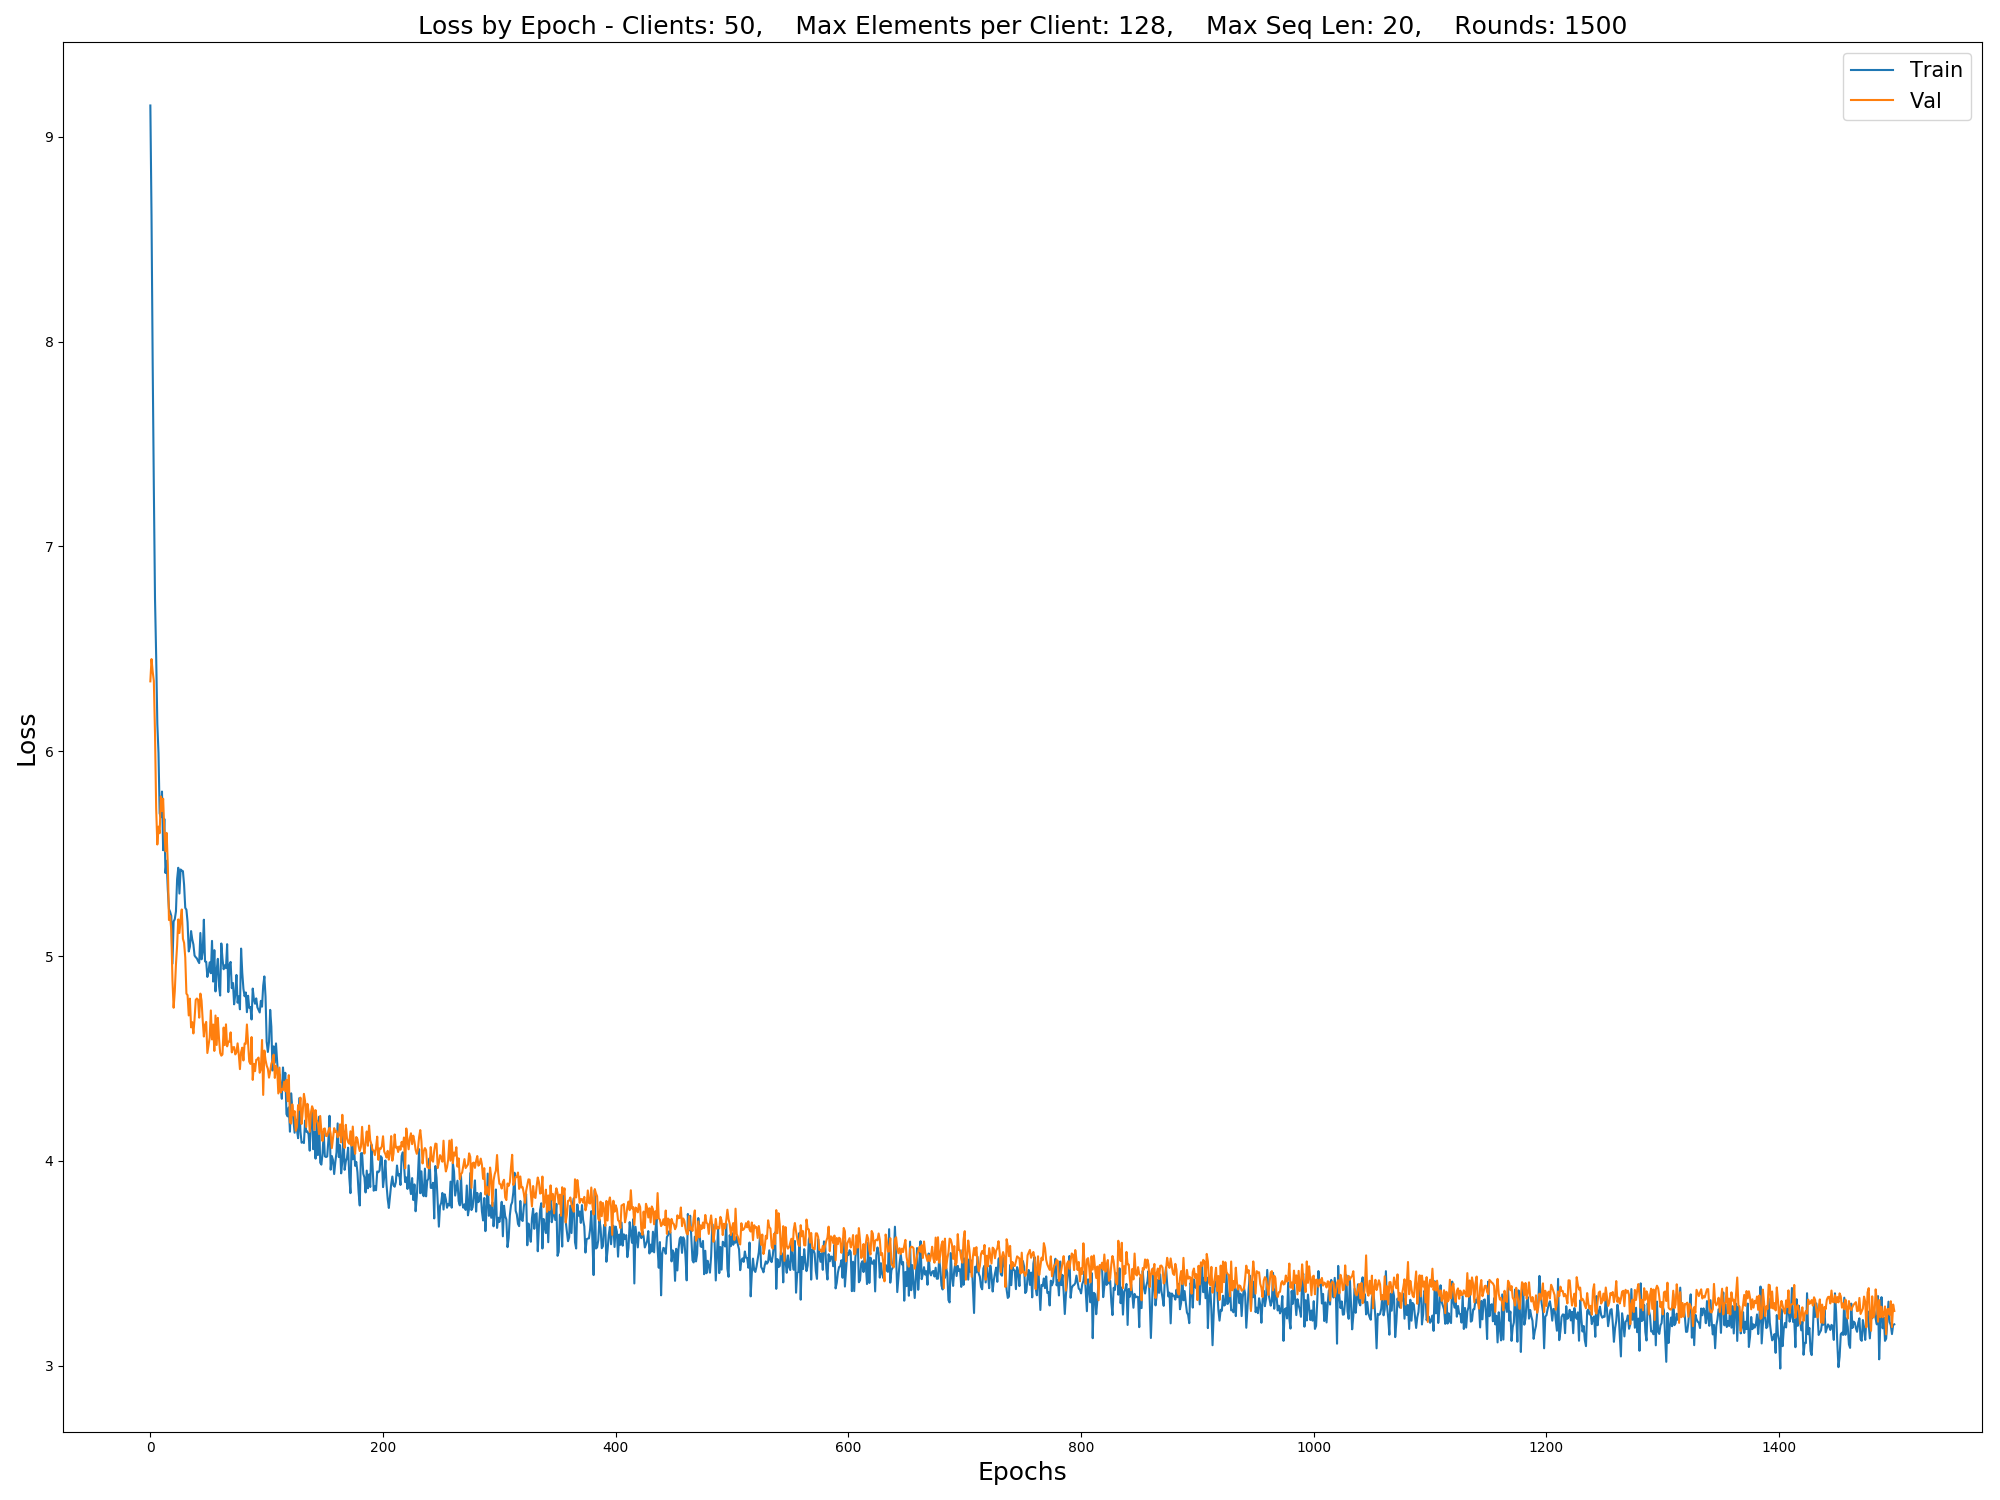 Loss by Epoch - Clients: 50,    Max Elements per Client: 128,    Max Seq Len: 20,    Rounds: 1500
Train
Val
9
8
7
6
5
4
3
Loss
0 200 400 600 800 1000 1200 1400
Epochs